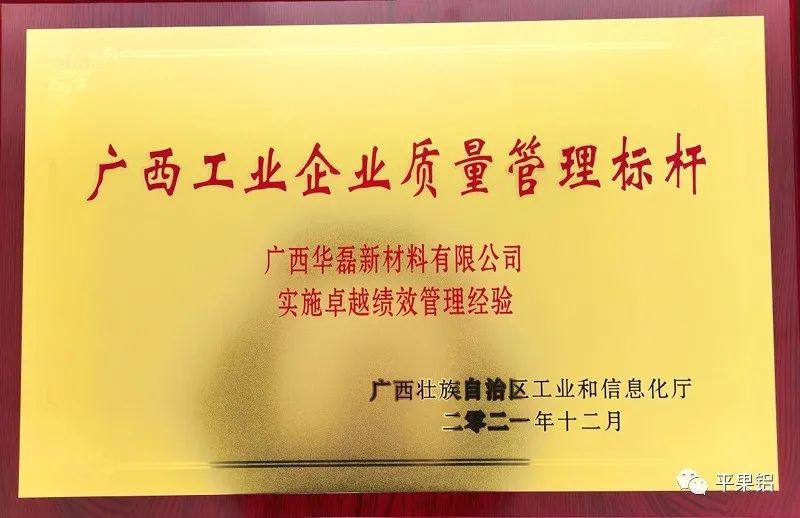 广西工业企业质量管理标杆
广西华磊新材料有限公司
实施卓越绩效管理经验
广西壮族自治区工业和信息化厅
二零二一年十二月
平果铝